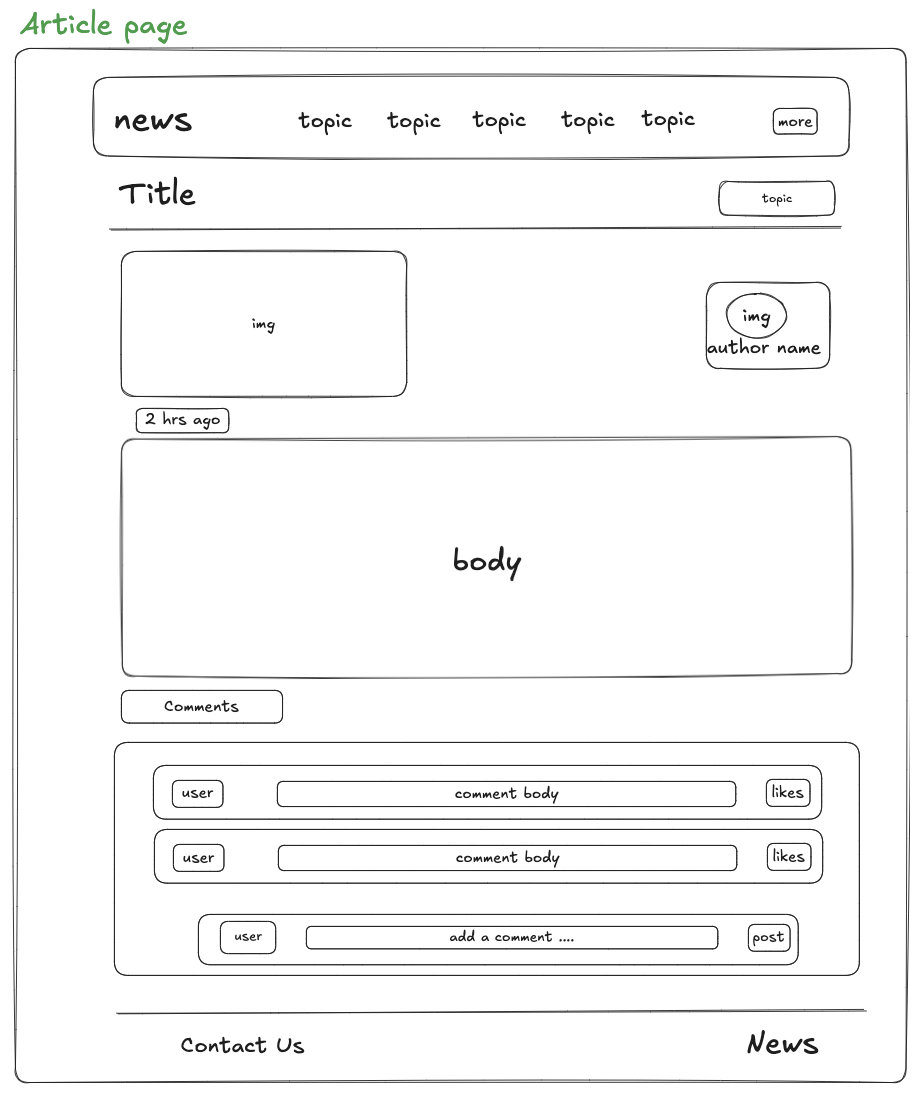 Article page
news topic topic topic topic topic more
Title topic
img
img
author name
2 hrs ago
body
Comments
user comment body likes
user comment body likes
user add a comment .... post
Contact Us News